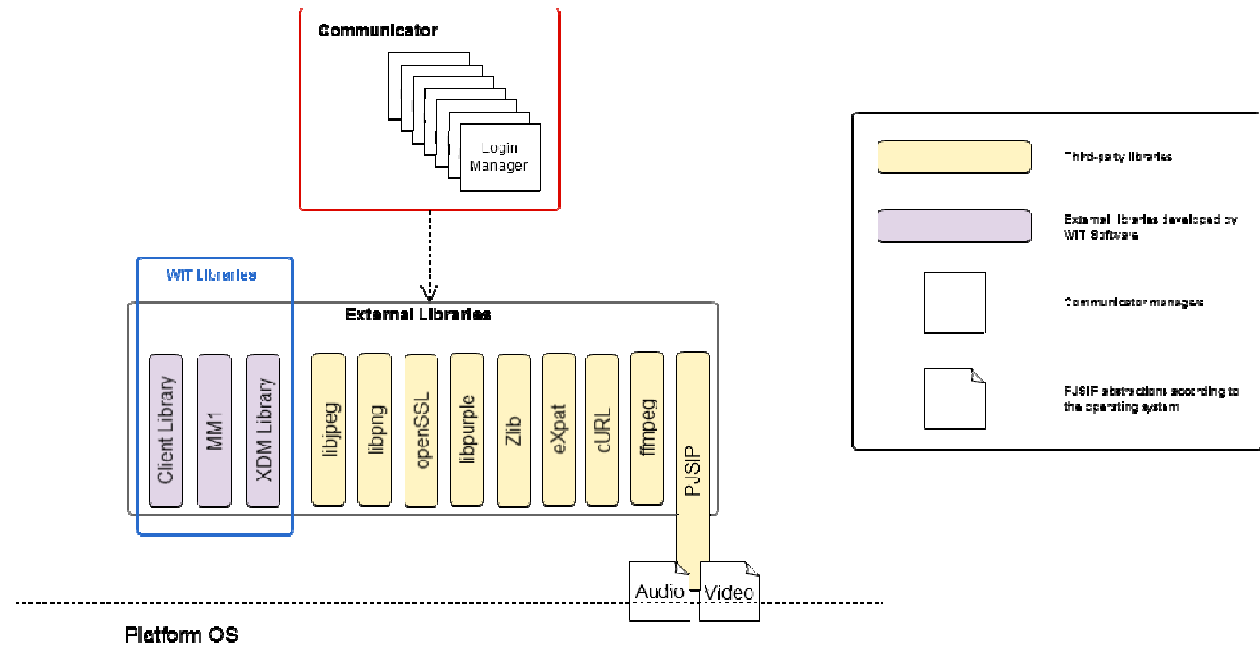 Communicator
Login
Manager
WIT Libraries
External Libraries
Client Library
MM1
XDM Library
libjpeg
libpng
openSSL
libpurple
Zlib
eXpat
cURL
ffmpeg
PJSIP
Audio
Video
Platform OS
Third-party libraries
External libraries developed by
WIT Software
Communicator managers
PJSIP abstractions according to
the operating system